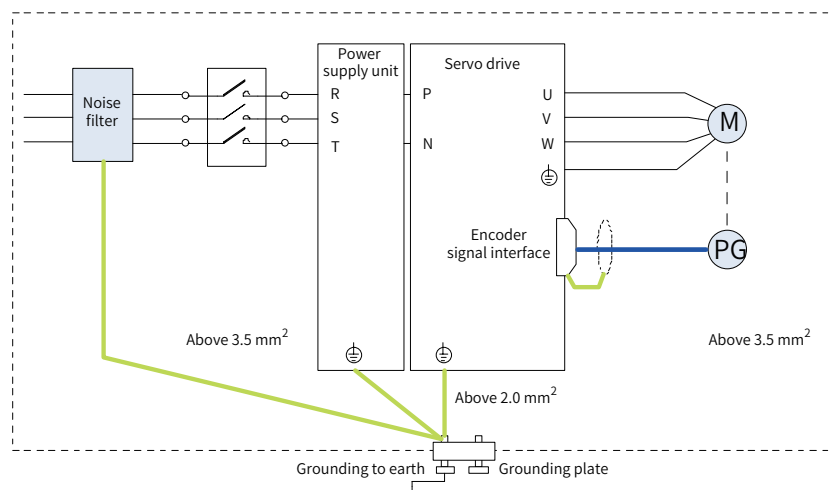 Power
supply unit
Servo drive
Noise
filter
R
S
T
P
N
U
V
W
M
Encoder
signal interface
PG
Above 3.5 mm²
Above 3.5 mm²
Above 2.0 mm²
Grounding to earth
Grounding plate